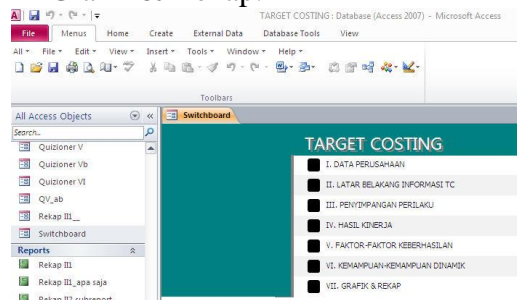 TARGET COSTING : Database (Access 2007) - Microsoft Access
File Menus Home Create External Data Database Tools View
All File Edit View Insert Tools Window Help
Toolbars
All Access Objects
Search..
Quizioner V
Quizioner Vb
Quizioner VI
QV_ab
Rekap III__
Switchboard
Reports
Rekap III
Rekap III_apa saja
Switchboard
TARGET COSTING
I. DATA PERUSAHAAN
II. LATAR BELAKANG INFORMASI TC
III. PENYIMPANGAN PERILAKU
IV. HASIL KINERJA
V. FAKTOR-FAKTOR KEBERHASILAN
VI. KEMAMPUAN-KEMAMPUAN DINAMIK
VII. GRAFIK & REKAP